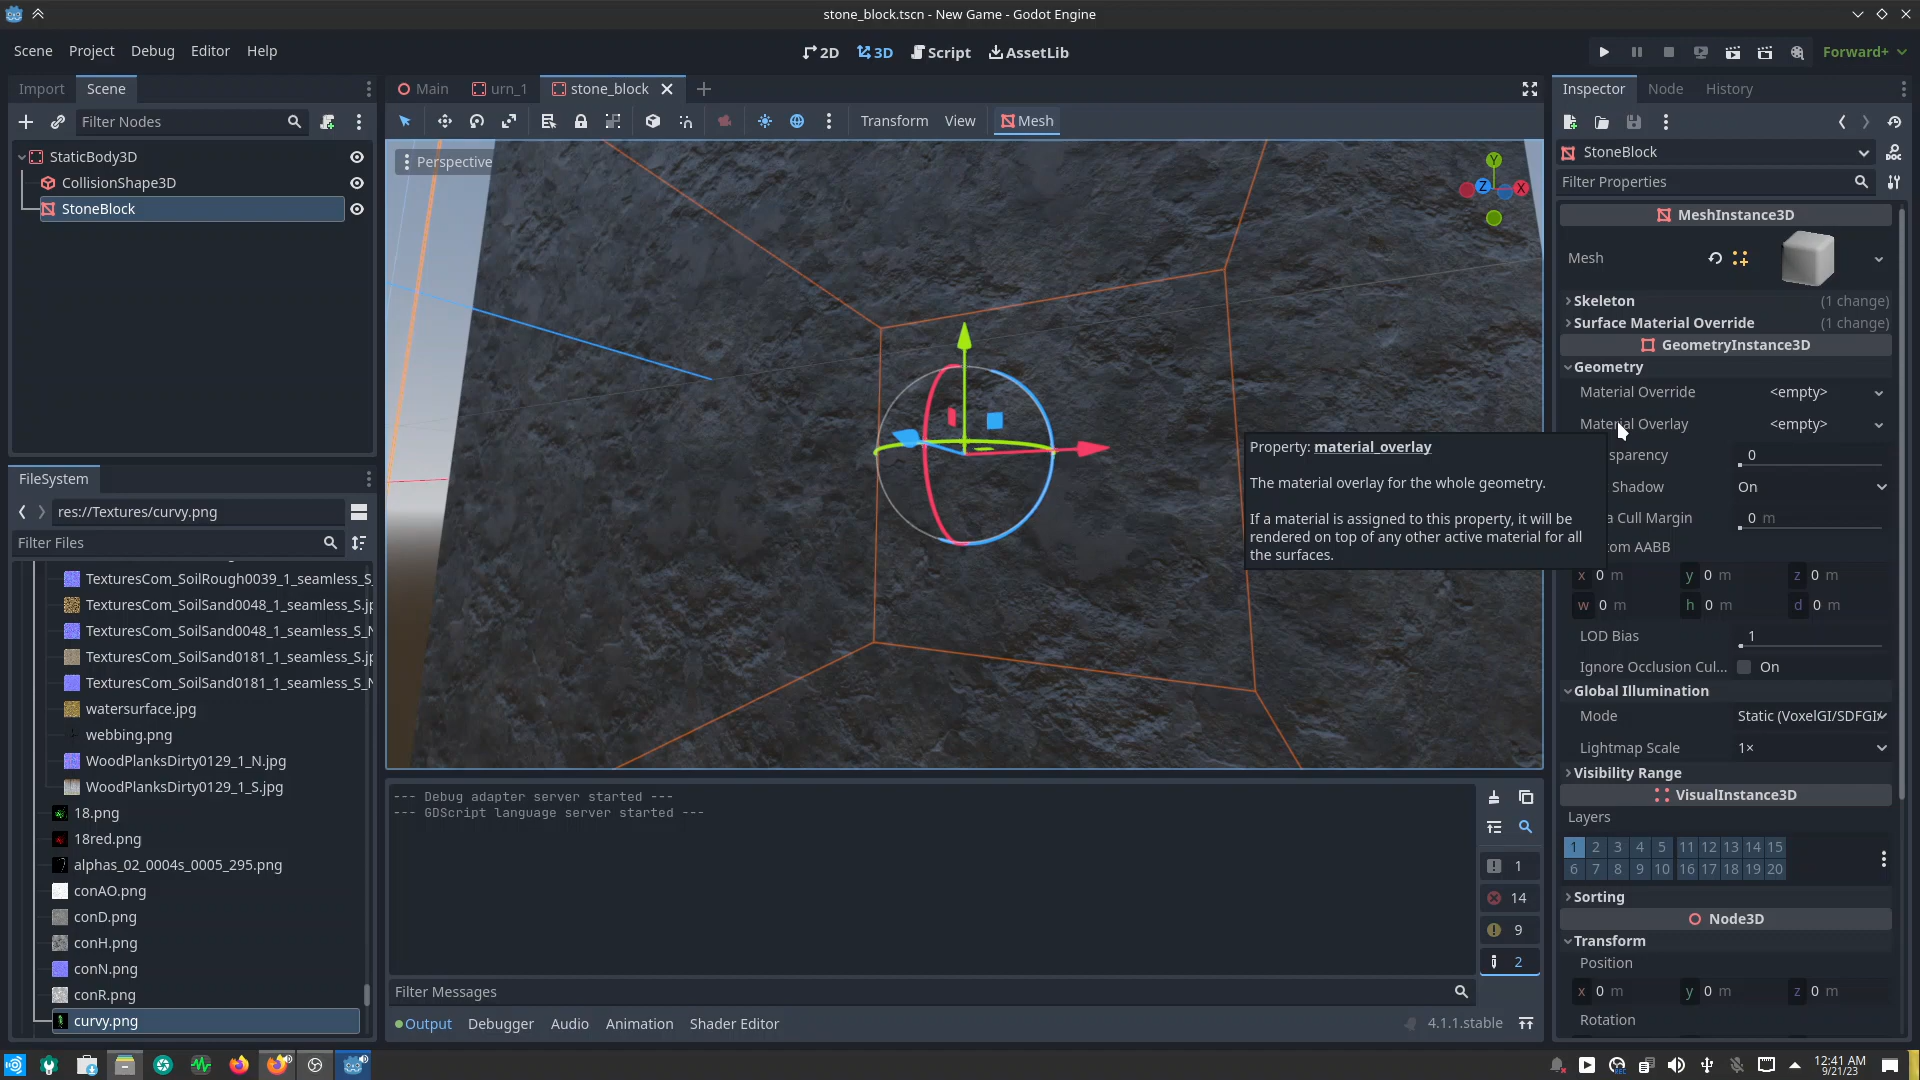 stone_block.tscn - New Game - Godot Engine
Scene Project Debug Editor Help
2D 3D Script AssetLib
Forward+
Import Scene
Filter Nodes
StaticBody3D
CollisionShape3D
StoneBlock
FileSystem
res://Textures/curvy.png
Filter Files
TexturesCom_SoilRough0039_1_seamless_S_
TexturesCom_SoilSand0048_1_seamless_S.jp
TexturesCom_SoilSand0048_1_seamless_S_N
TexturesCom_SoilSand0181_1_seamless_S.jp
TexturesCom_SoilSand0181_1_seamless_S_N
watersurface.jpg
webbing.png
WoodPlanksDirty0129_1_N.jpg
WoodPlanksDirty0129_1_S.jpg
18.png
18red.png
alphas_02_0004s_0005_295.png
conAO.png
conD.png
conH.png
conN.png
conR.png
curvy.png
Main urn_1 stone_block
Transform View Mesh
Perspective
Y
Z X
Property: material_overlay
The material overlay for the whole geometry.
If a material is assigned to this property, it will be
rendered on top of any other active material for all
the surfaces.
--- Debug adapter server started ---
--- GDScript language server started ---
1
14
9
2
Filter Messages
Output Debugger Audio Animation Shader Editor 4.1.1.stable
Inspector Node History
StoneBlock
DOC
Filter Properties
MeshInstance3D
Mesh
Skeleton (1 change)
Surface Material Override (1 change)
GeometryInstance3D
Geometry
Material Override <empty>
Material Overlay <empty>
sparency 0
Shadow On
a Cull Margin 0 m
om AABB
x 0 m y 0 m z 0 m
w 0 m h 0 m d 0 m
LOD Bias 1
Ignore Occlusion Cul... On
Global Illumination
Mode Static (VoxelGI/SDFGI/
Lightmap Scale 1×
Visibility Range
VisualInstance3D
Layers
1 2 3 4 5 11 12 13 14 15
6 7 8 9 10 16 17 18 19 20
Sorting
Node3D
Transform
Position
x 0 m y 0 m z 0 m
Rotation
12:41 AM
9/21/23